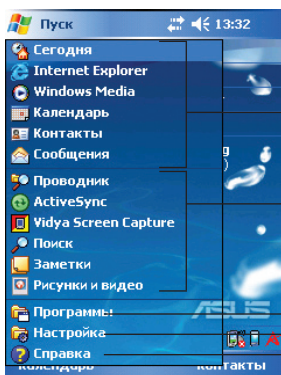 Пуск 13:32
Сегодня
Internet Explorer
Windows Media
Календарь
Контакты
Сообщения
Проводник
ActiveSync
Vidya Screen Capture
Поиск
Заметки
Рисунки и видео
Программы
ASUS
Настройка
Справка
Календарь Контакты